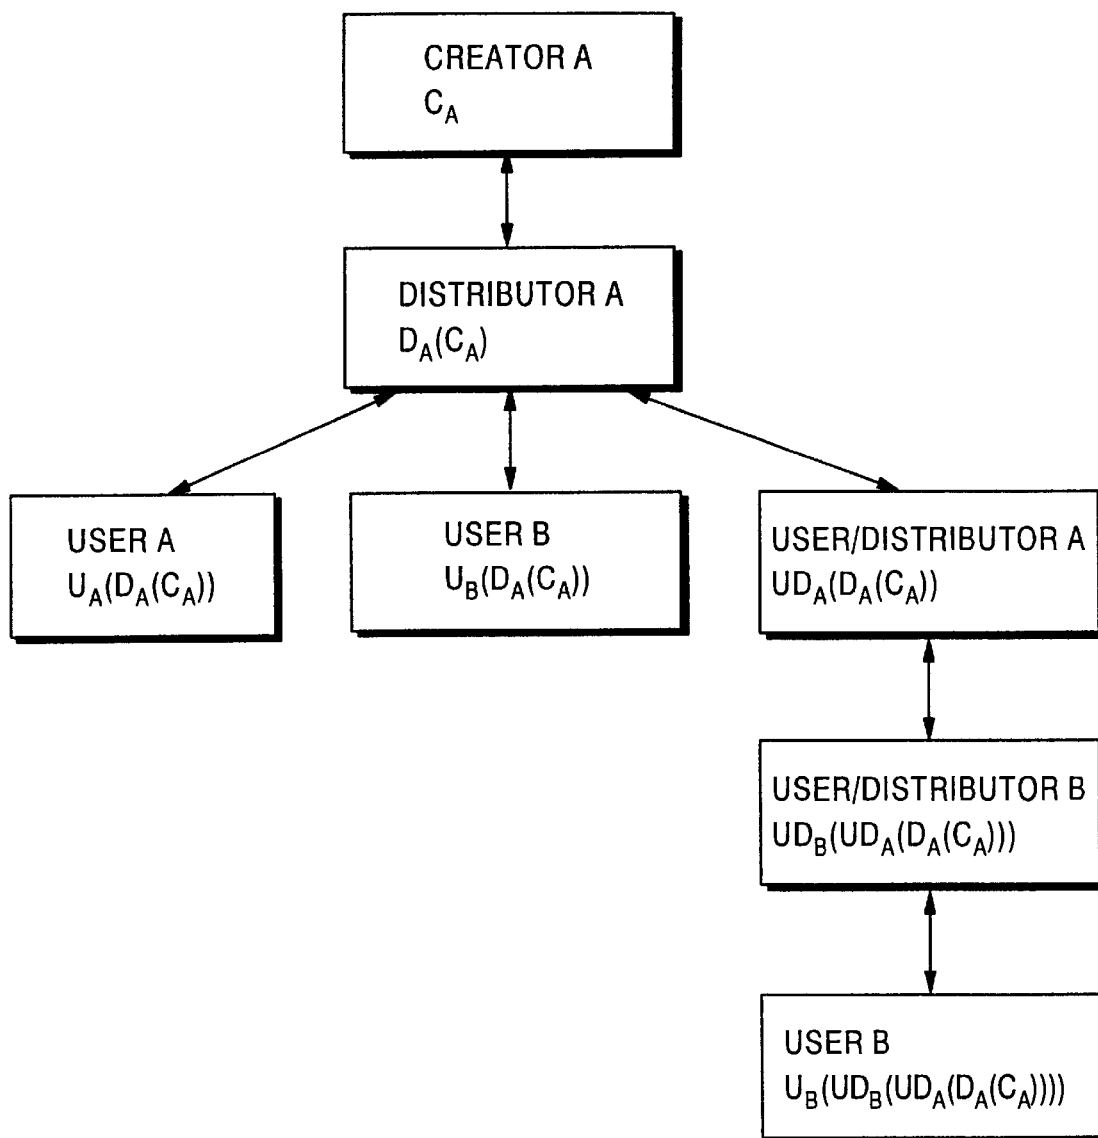 CREATOR A
C_A
DISTRIBUTOR A
D_A(C_A)
USER A
U_A(D_A(C_A))
USER B
U_B(D_A(C_A))
USER/DISTRIBUTOR A
UD_A(D_A(C_A))
USER/DISTRIBUTOR B
UD_B(UD_A(D_A(C_A)))
USER B
U_B(UD_B(UD_A(D_A(C_A))))